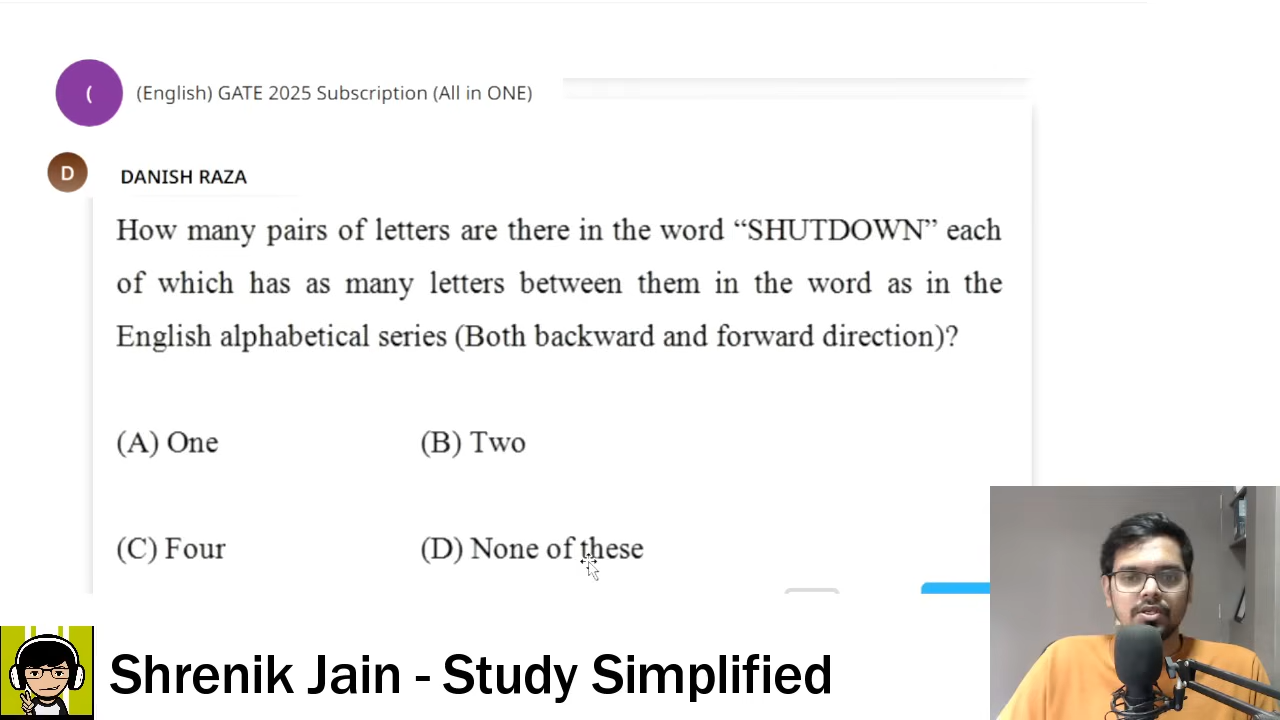 (
(English) GATE 2025 Subscription (All in ONE)
D
DANISH RAZA
How many pairs of letters are there in the word “SHUTDOWN” each
of which has as many letters between them in the word as in the
English alphabetical series (Both backward and forward direction)?
(A) One (B) Two
(C) Four (D) None of these
Shrenik Jain - Study Simplified